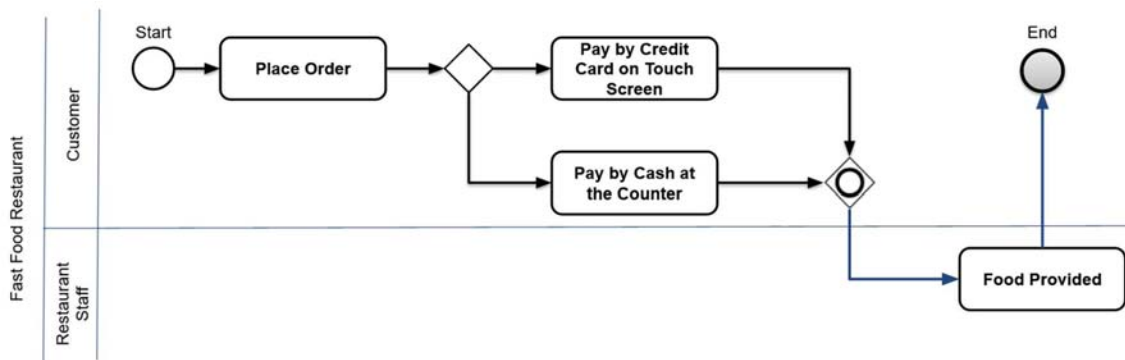 Start
End
Place Order
Pay by Credit
Card on Touch
Screen
Pay by Cash at
the Counter
Food Provided
Fast Food Restaurant
Customer
Restaurant
Staff